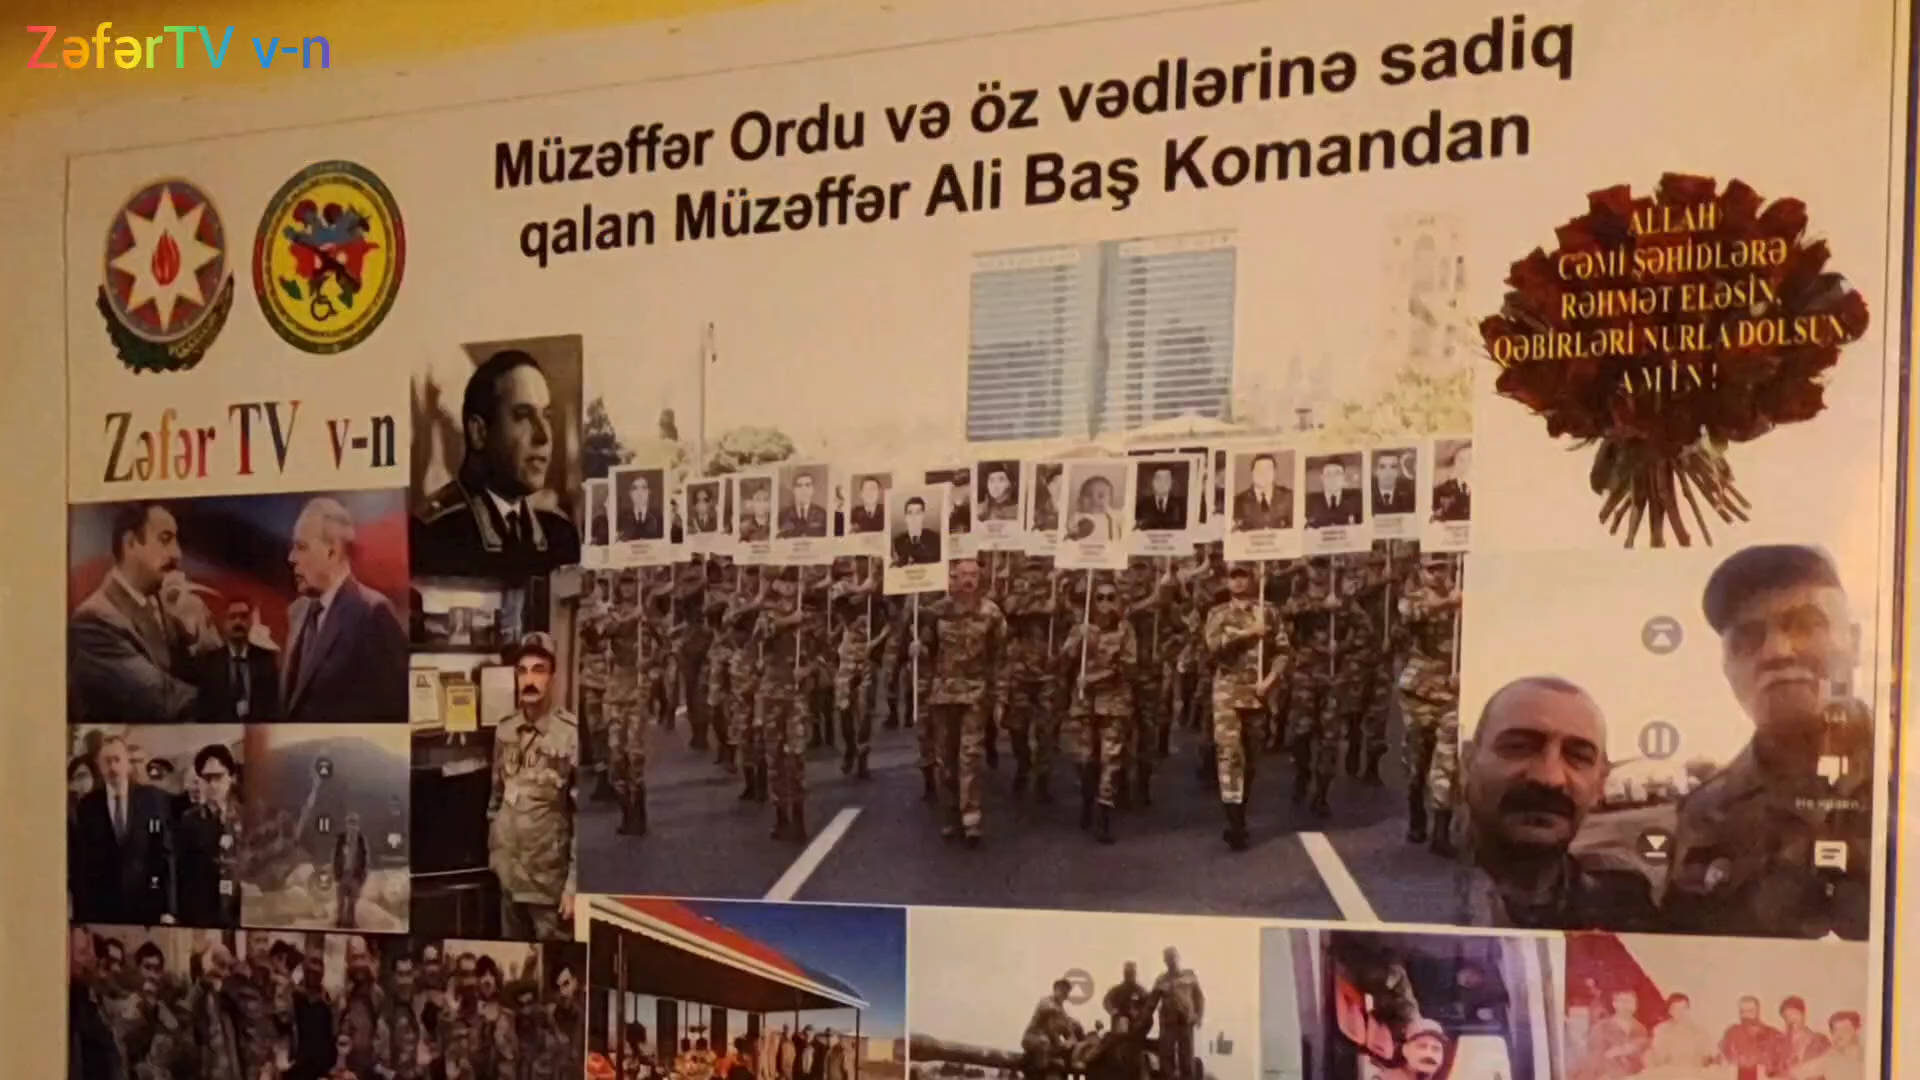 ZəfərTV v-n
Müzəffər Ordu və öz vədlərinə sadiq
qalan Müzəffər Ali Baş Komandan
ALLAH
CƏMİ ŞƏHİDLƏRƏ
RƏHMƏT ELƏSİN,
QƏBİRLƏRİ NURLA DOLSUN,
AMİN!
Zəfər TV v-n